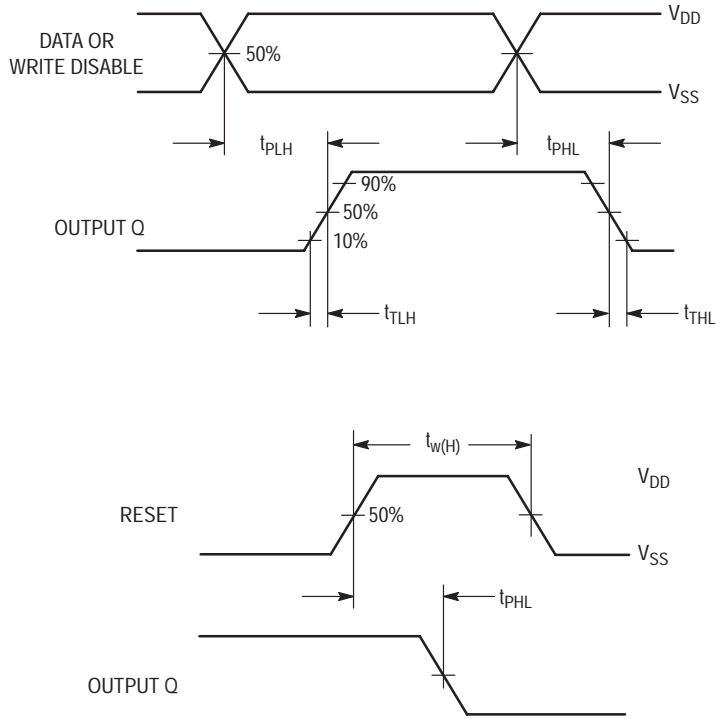 V_DD
DATA OR
WRITE DISABLE
50%
V_SS
t_PLH
t_PHL
90%
50%
OUTPUT Q
10%
t_TLH
t_THL
t_w(H)
V_DD
RESET
50%
V_SS
t_PHL
OUTPUT Q